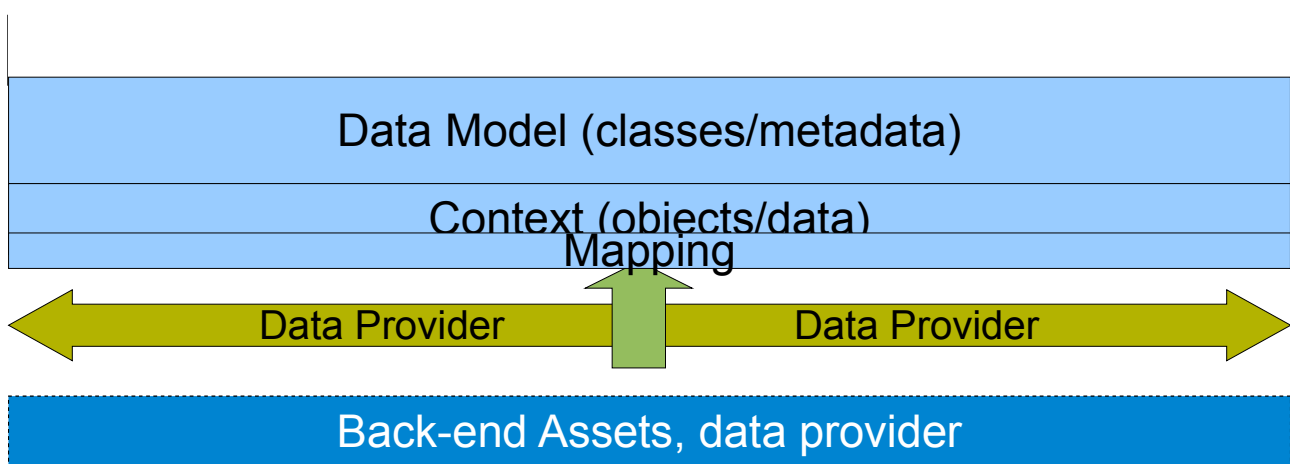 Data Model (classes/metadata)
Context (objects/data)
Mapping
Data Provider
Data Provider
Back-end Assets, data provider